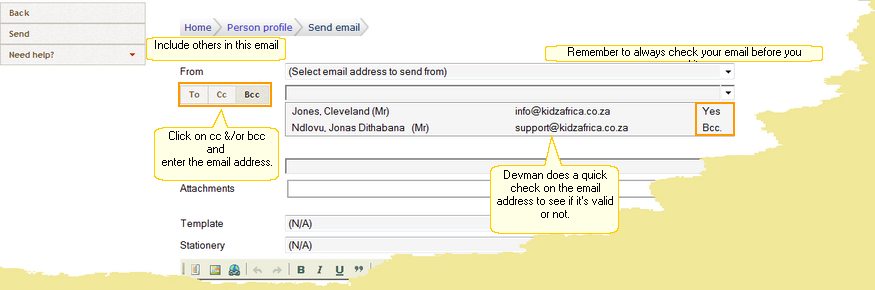 Back
Send
Need help?
Home Person profile Send email
Include others in this email
Remember to always check your email before you
From (Select email address to send from)
To Cc Bcc
Jones, Cleveland (Mr) info@kidzafrica.co.za Yes
Ndlovu, Jonas Dithabana (Mr) support@kidzafrica.co.za Bcc.
Click on cc &/or bcc
and
enter the email address.
Devman does a quick
check on the email
address to see if it's valid
or not.
Attachments
Template (N/A)
Stationery (N/A)
B I U